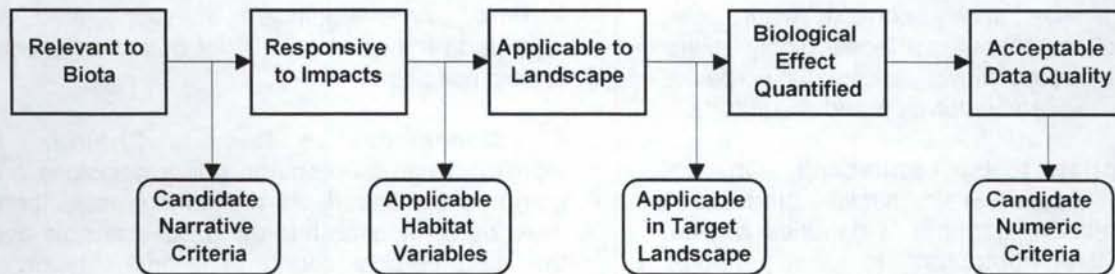 Relevant to
Biota
Responsive
to Impacts
Applicable to
Landscape
Biological
Effect
Quantified
Acceptable
Data Quality
Candidate
Narrative
Criteria
Applicable
Habitat
Variables
Applicable
in Target
Landscape
Candidate
Numeric
Criteria